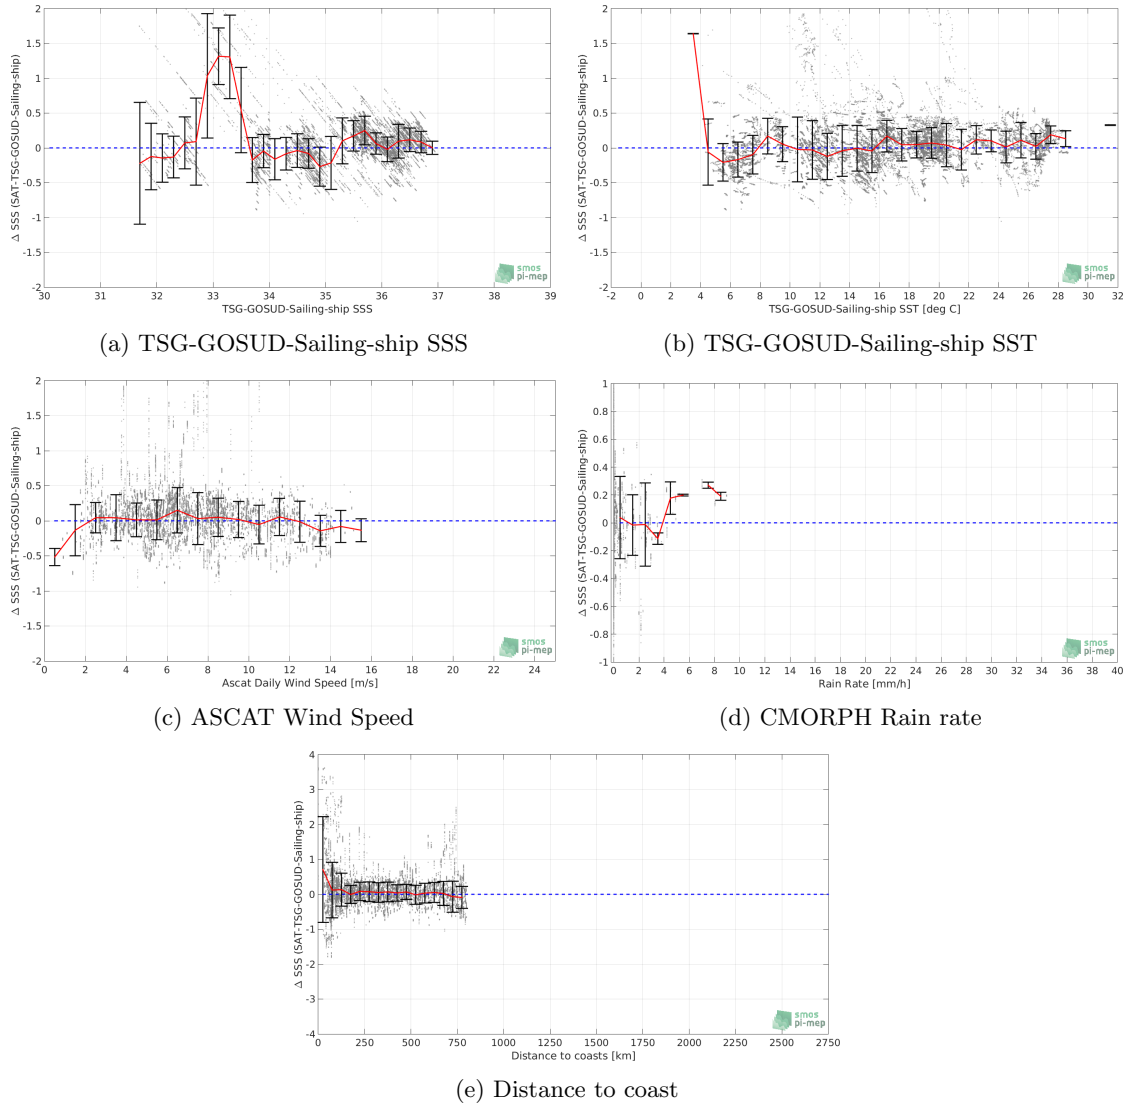 Δ SSS (SAT-TSG-GOSUD-Sailing-ship)
2
1.5
1
0.5
0
-0.5
-1
-1.5
-2
30 31 32 33 34 35 36 37 38 39
TSG-GOSUD-Sailing-ship SSS
smos
pi-mep
(a) TSG-GOSUD-Sailing-ship SSS
Δ SSS (SAT-TSG-GOSUD-Sailing-ship)
2
1.5
1
0.5
0
-0.5
-1
-1.5
-2
-2 0 2 4 6 8 10 12 14 16 18 20 22 24 26 28 30 32
TSG-GOSUD-Sailing-ship SST [deg C]
smos
pi-mep
(b) TSG-GOSUD-Sailing-ship SST
Δ SSS (SAT-TSG-GOSUD-Sailing-ship)
2
1.5
1
0.5
0
-0.5
-1
-1.5
-2
0 2 4 6 8 10 12 14 16 18 20 22 24
Ascat Daily Wind Speed [m/s]
smos
pi-mep
(c) ASCAT Wind Speed
Δ SSS (SAT-TSG-GOSUD-Sailing-ship)
1
0.8
0.6
0.4
0.2
0
-0.2
-0.4
-0.6
-0.8
-1
0 2 4 6 8 10 12 14 16 18 20 22 24 26 28 30 32 34 36 38 40
Rain Rate [mm/h]
smos
pi-mep
(d) CMORPH Rain rate
Δ SSS (SAT-TSG-GOSUD-Sailing-ship)
4
3
2
1
0
-1
-2
-3
-4
0 250 500 750 1000 1250 1500 1750 2000 2250 2500 2750
Distance to coasts [km]
smos
pi-mep
(e) Distance to coast